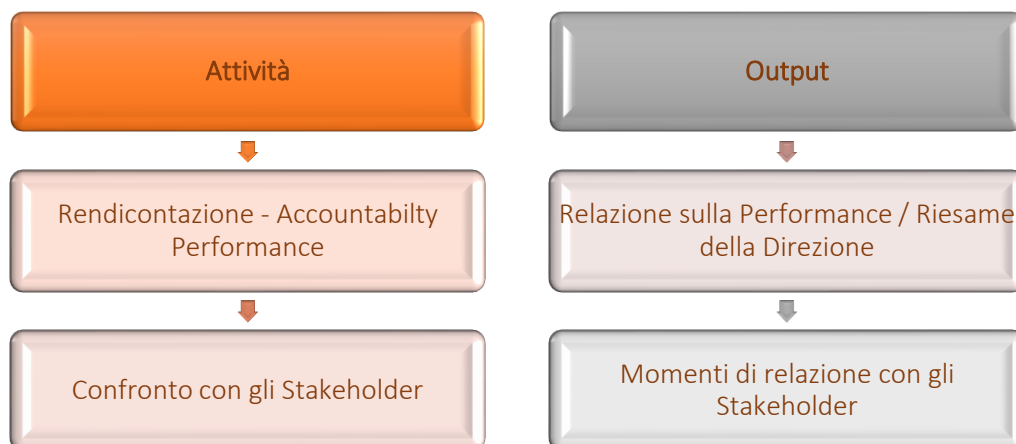 Attività
Rendicontazione - Accountabilty
Performance
Confronto con gli Stakeholder
Output
Relazione sulla Performance / Riesame
della Direzione
Momenti di relazione con gli
Stakeholder